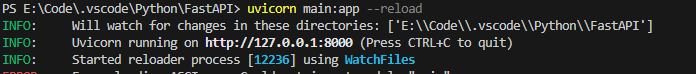 PS E:\Code\.vscode\Python\FastAPI> uvicorn main:app --reload
INFO:     Will watch for changes in these directories: ['E:\\Code\\.vscode\\Python\\FastAPI']
INFO:     Uvicorn running on http://127.0.0.1:8000 (Press CTRL+C to quit)
INFO:     Started reloader process [12236] using WatchFiles